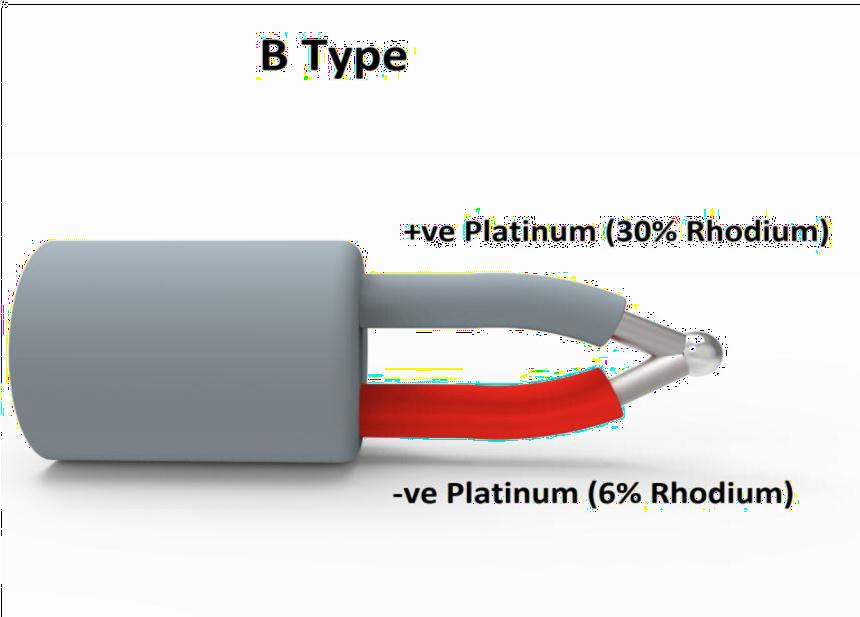 B Type
+ve Platinum (30% Rhodium)
-ve Platinum (6% Rhodium)